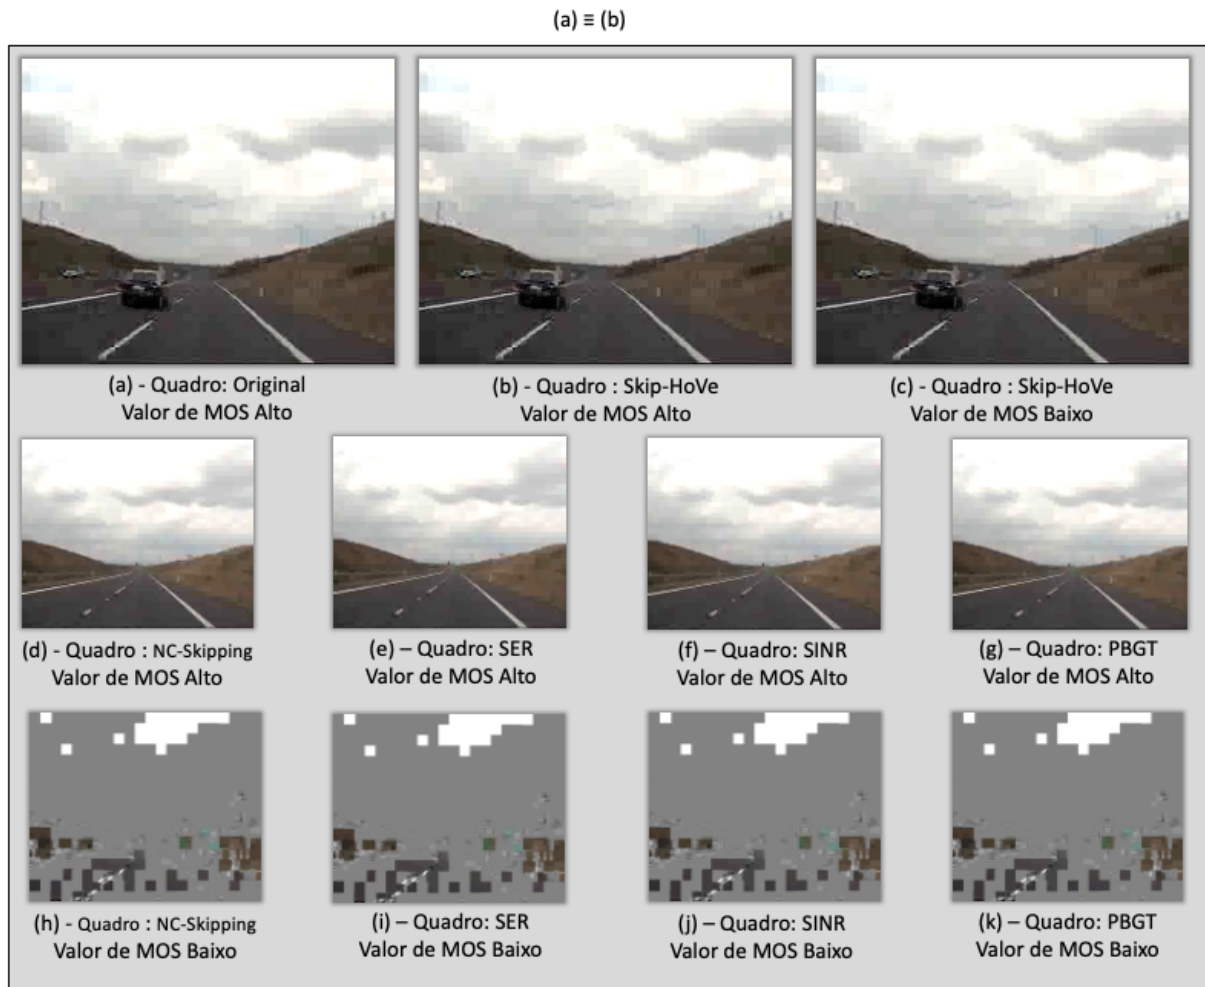 (a) ≡ (b)
(a) - Quadro: Original
Valor de MOS Alto
(b) - Quadro : Skip-HoVe
Valor de MOS Alto
(c) - Quadro : Skip-HoVe
Valor de MOS Baixo
(d) - Quadro : NC-Skipping
Valor de MOS Alto
(e) – Quadro: SER
Valor de MOS Alto
(f) – Quadro: SINR
Valor de MOS Alto
(g) – Quadro: PBGT
Valor de MOS Alto
(h) - Quadro : NC-Skipping
Valor de MOS Baixo
(i) – Quadro: SER
Valor de MOS Baixo
(j) – Quadro: SINR
Valor de MOS Baixo
(k) – Quadro: PBGT
Valor de MOS Baixo